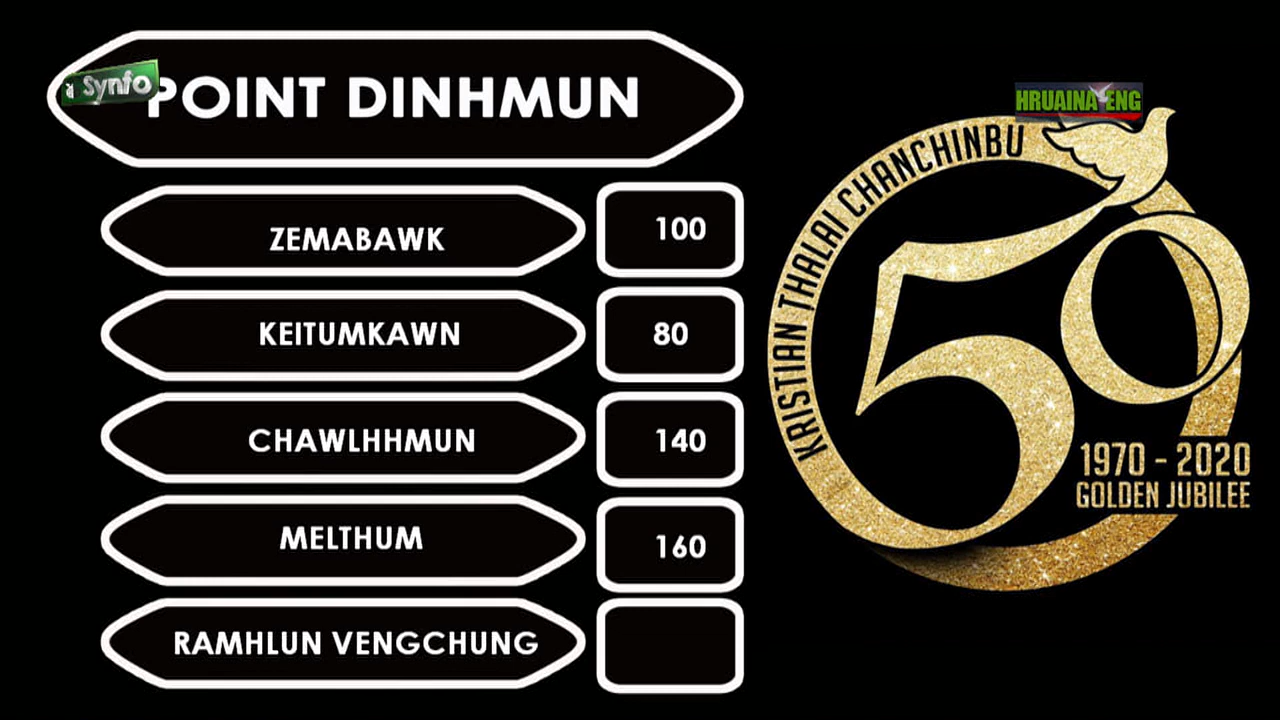 Synfo
POINT DINHMUN
ZEMABAWK 100
KEITUMKAWN 80
CHAWLHHHMUN 140
MELTHUM 160
RAMHLUN VENGCHUNG
HRUAINA ENG
KRISTIAN THALAI CHANCHINBU
50
1970 - 2020
GOLDEN JUBILEE